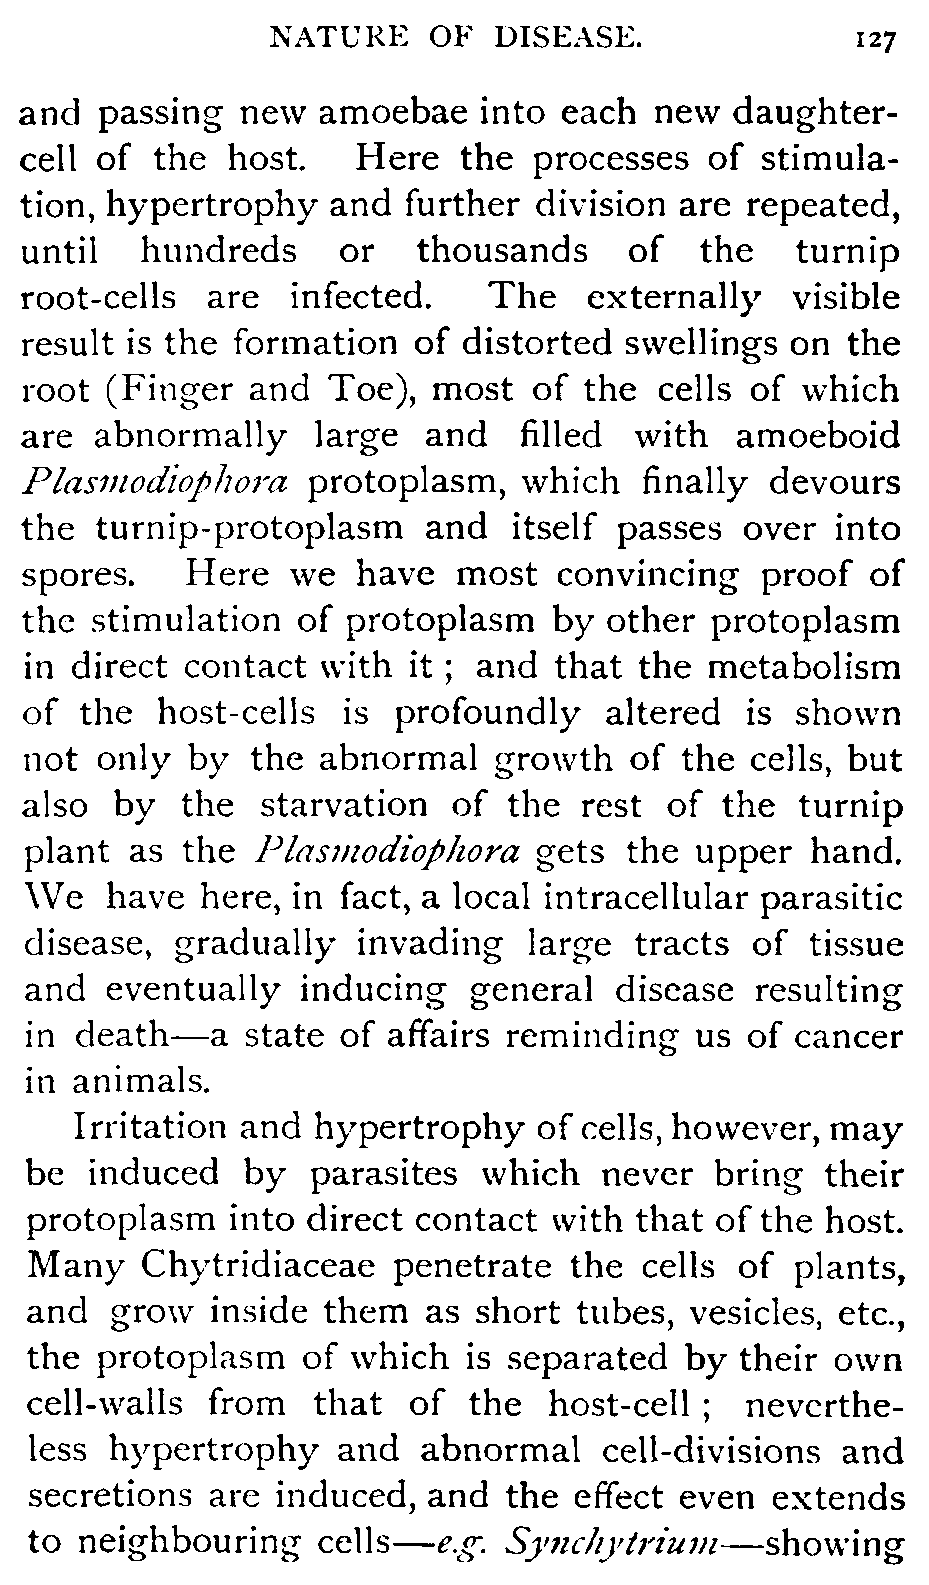 NATURE OF DISEASE. 127
and passing new amoebae into each new daughter-
cell of the host. Here the processes of stimula-
tion, hypertrophy and further division are repeated,
until hundreds or thousands of the turnip
root-cells are infected. The externally visible
result is the formation of distorted swellings on the
root (Finger and Toe), most of the cells of which
are abnormally large and filled with amoeboid
Plasmodiophora protoplasm, which finally devours
the turnip-protoplasm and itself passes over into
spores. Here we have most convincing proof of
the stimulation of protoplasm by other protoplasm
in direct contact with it ; and that the metabolism
of the host-cells is profoundly altered is shown
not only by the abnormal growth of the cells, but
also by the starvation of the rest of the turnip
plant as the Plasmodiophora gets the upper hand.
We have here, in fact, a local intracellular parasitic
disease, gradually invading large tracts of tissue
and eventually inducing general disease resulting
in death—a state of affairs reminding us of cancer
in animals.
Irritation and hypertrophy of cells, however, may
be induced by parasites which never bring their
protoplasm into direct contact with that of the host.
Many Chytridiaceae penetrate the cells of plants,
and grow inside them as short tubes, vesicles, etc.,
the protoplasm of which is separated by their own
cell-walls from that of the host-cell ; neverthe-
less hypertrophy and abnormal cell-divisions and
secretions are induced, and the effect even extends
to neighbouring cells—e.g. Synchytrium—showing